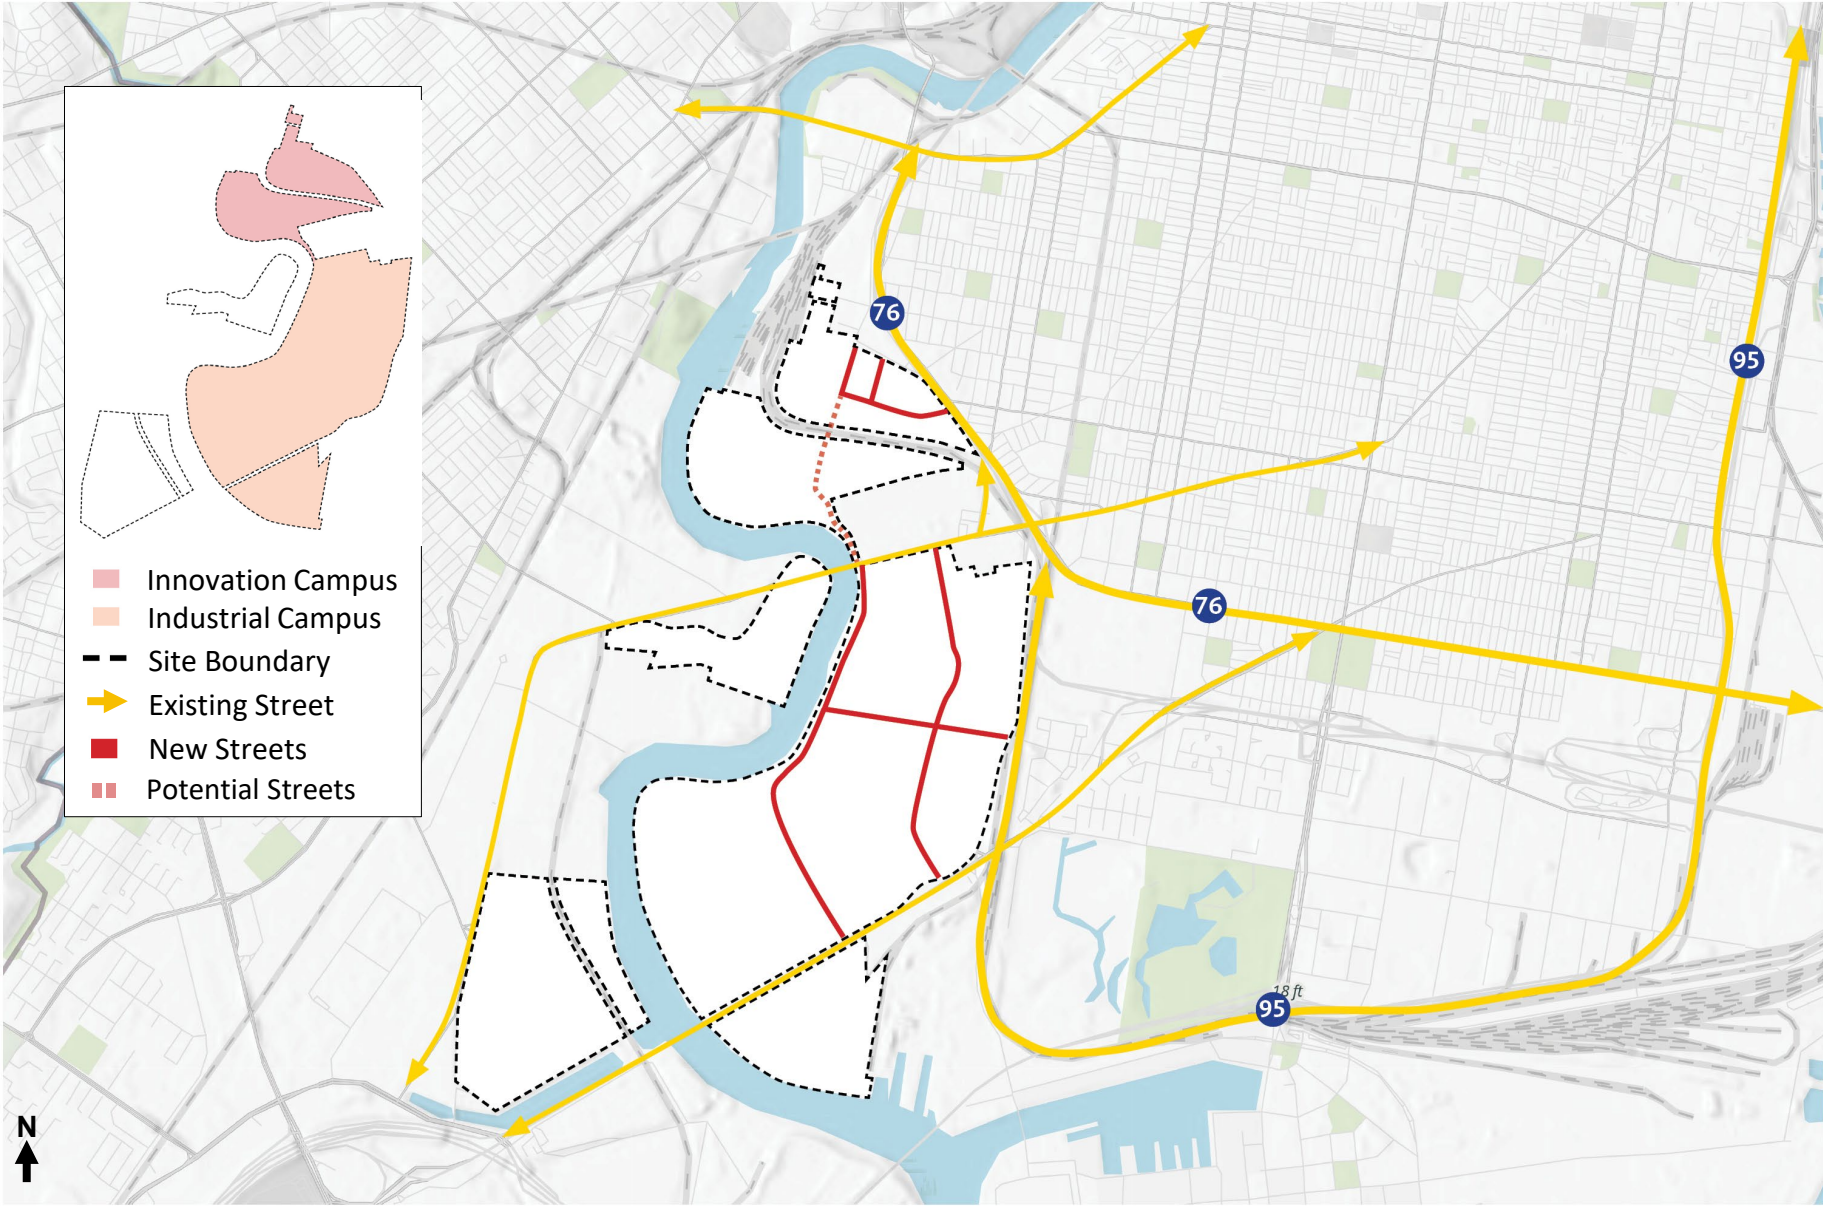 Innovation Campus
Industrial Campus
Site Boundary
Existing Street
New Streets
Potential Streets
76
95
76
18 ft
95
N